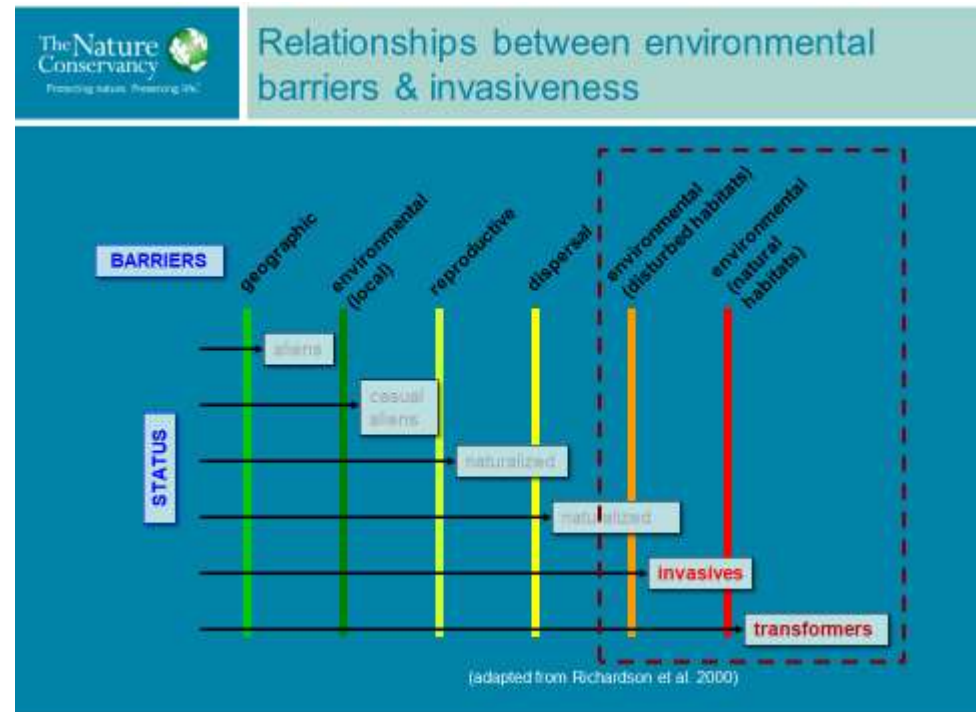 The Nature
Conservancy
Protecting nature. Preserving life.
Relationships between environmental
barriers & invasiveness
BARRIERS
geographic
environmental
(local)
reproductive
dispersal
environmental
(disturbed habitats)
environmental
(natural
habitats)
STATUS
aliens
casual
aliens
naturalized
naturalized
invasives
transformers
(adapted from Richardson et al. 2000)